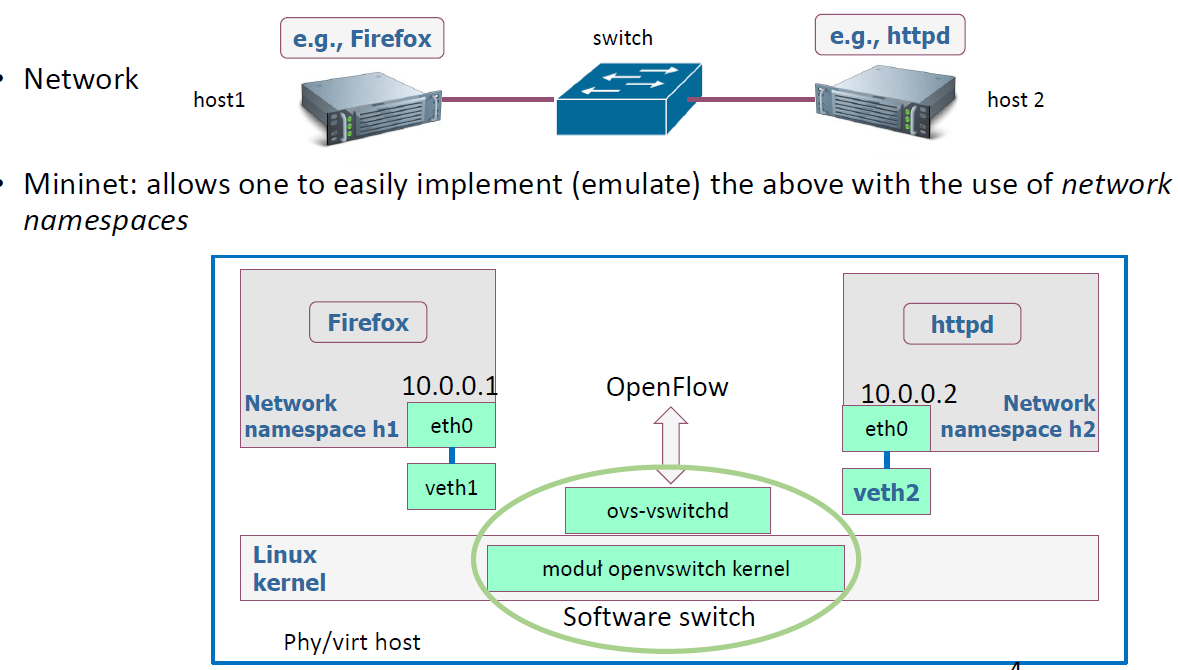 e.g., Firefox
switch
e.g., httpd
• Network
host1
host 2
• Mininet: allows one to easily implement (emulate) the above with the use of network
namespaces
Firefox
httpd
10.0.0.1
OpenFlow
10.0.0.2
Network
namespace h1
eth0
eth0
Network
namespace h2
veth1
veth2
ovs-vswitchd
Linux
kernel
moduł openvswitch kernel
Software switch
Phy/virt host